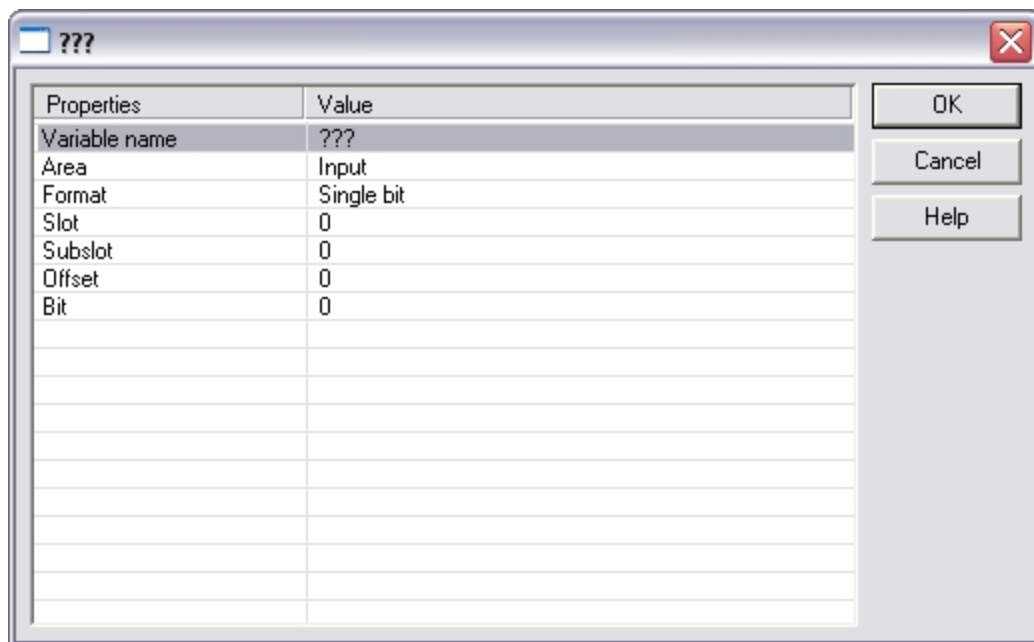 ???
Properties Value OK
Variable name ???
Area Input Cancel
Format Single bit
Slot 0 Help
Subslot 0
Offset 0
Bit 0